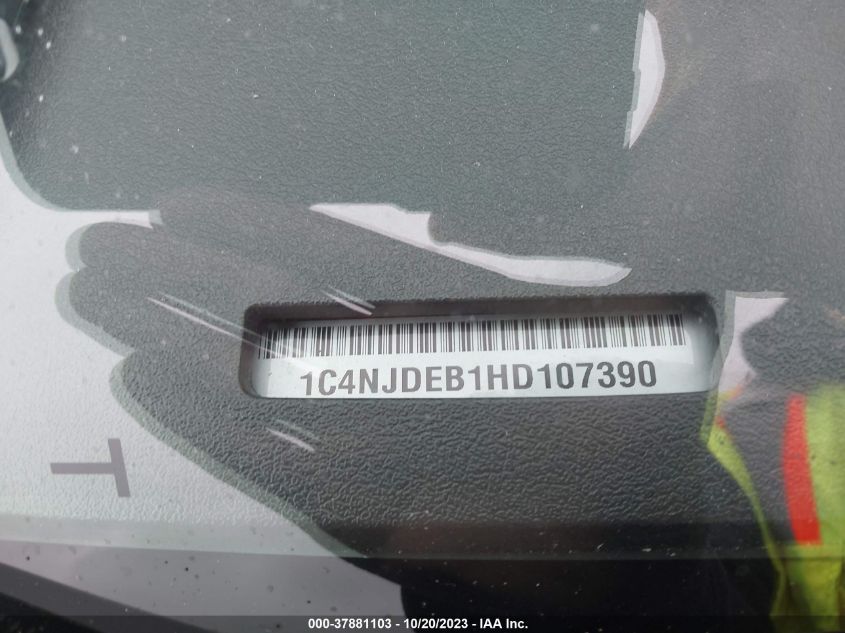 1C4NJDEB1HD107390
T
000-37881103 - 10/20/2023 - IAA Inc.